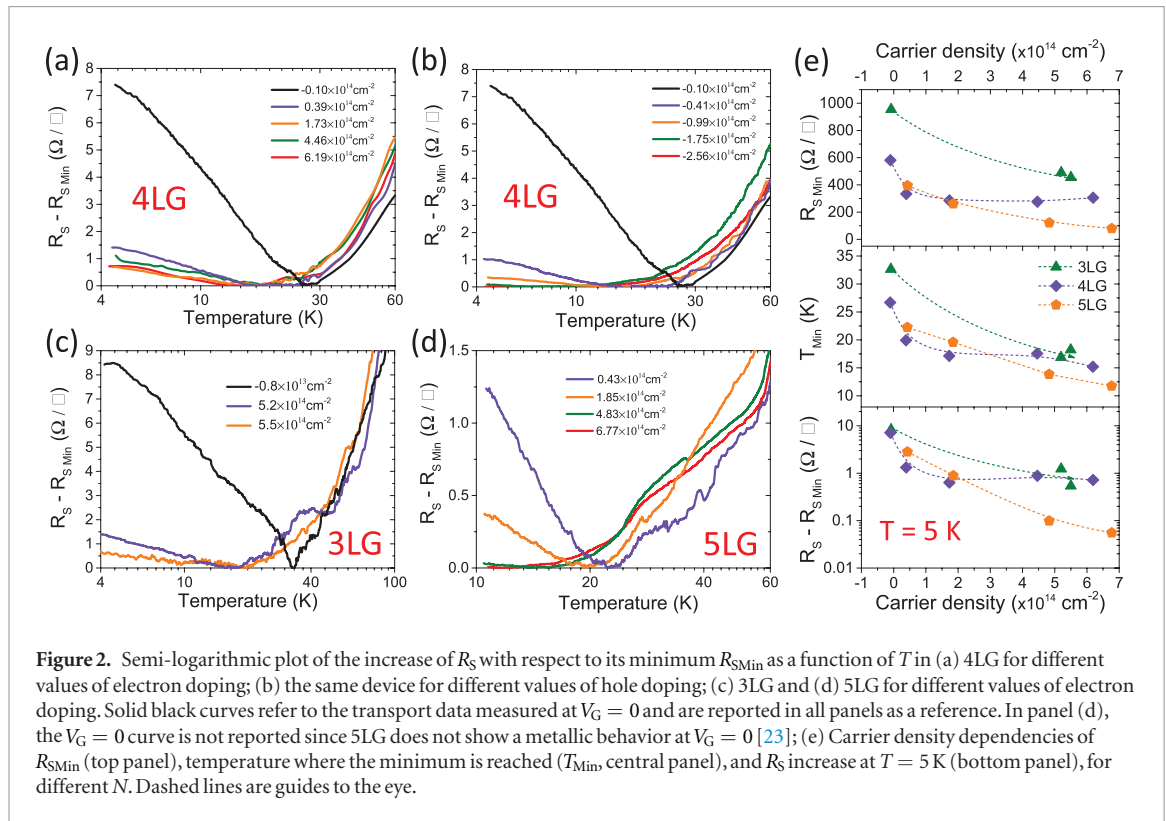 (a)
8
7
6
5
4
3
2
1
0
R_S - R_S Min (Ω / □)
-0.10×10^14cm^-2
0.39×10^14cm^-2
1.73×10^14cm^-2
4.46×10^14cm^-2
6.19×10^14cm^-2
4LG
4 10 30 60
Temperature (K)
(b)
8
7
6
5
4
3
2
1
0
R_S - R_S Min (Ω / □)
-0.10×10^14cm^-2
-0.41×10^14cm^-2
-0.99×10^14cm^-2
-1.75×10^14cm^-2
-2.56×10^14cm^-2
4LG
4 10 30 60
Temperature (K)
(c)
9
8
7
6
5
4
3
2
1
0
R_S - R_S Min (Ω / □)
-0.8×10^13cm^-2
5.2×10^14cm^-2
5.5×10^14cm^-2
3LG
4 10 40 100
Temperature (K)
(d)
1.5
1.0
0.5
0.0
R_S - R_S Min (Ω / □)
0.43×10^14cm^-2
1.85×10^14cm^-2
4.83×10^14cm^-2
6.77×10^14cm^-2
5LG
10 20 40 60
Temperature (K)
(e)
Carrier density (×10^14 cm^-2)
-1 0 1 2 3 4 5 6 7
1000
800
600
400
200
0
R_S Min (Ω / □)
35
30
25
20
15
10
T_Min (K)
3LG
4LG
5LG
10
1
0.1
0.01
R_S - R_S Min (Ω / □)
T = 5 K
-1 0 1 2 3 4 5 6 7
Carrier density (×10^14 cm^-2)
Figure 2. Semi-logarithmic plot of the increase of R_S with respect to its minimum R_SMin as a function of T in (a) 4LG for different
values of electron doping; (b) the same device for different values of hole doping; (c) 3LG and (d) 5LG for different values of electron
doping. Solid black curves refer to the transport data measured at V_G = 0 and are reported in all panels as a reference. In panel (d),
the V_G = 0 curve is not reported since 5LG does not show a metallic behavior at V_G = 0 [23]; (e) Carrier density dependencies of
R_SMin (top panel), temperature where the minimum is reached (T_Min, central panel), and R_S increase at T = 5 K (bottom panel), for
different N. Dashed lines are guides to the eye.